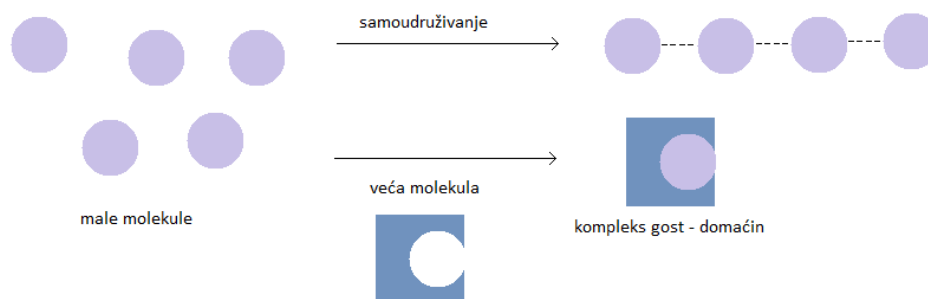 samoudruživanje
veća molekula
male molekule
kompleks gost - domaćin